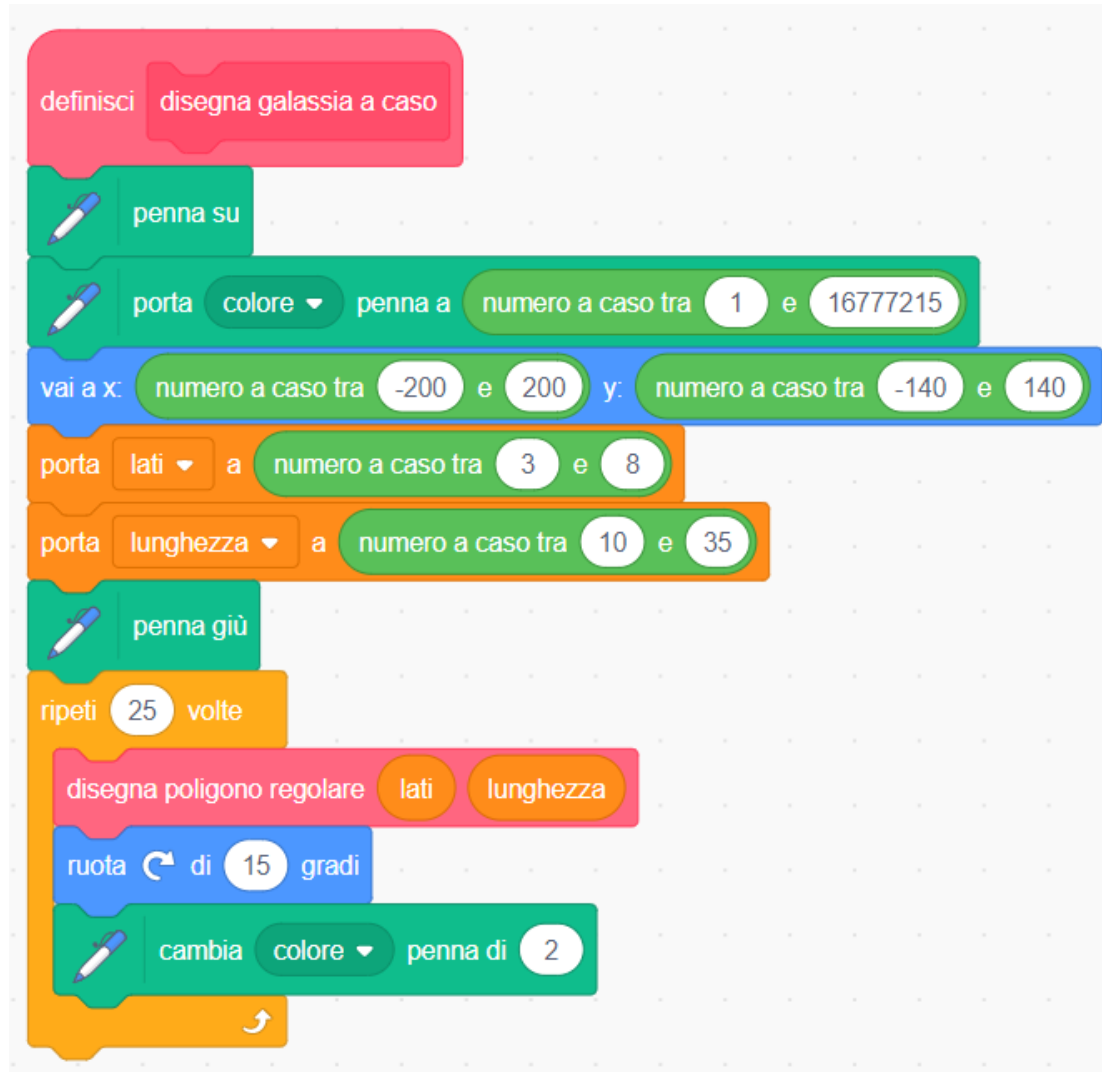 definisci disegna galassia a caso
penna su
porta colore penna a numero a caso tra 1 e 16777215
vai a x: numero a caso tra -200 e 200 y: numero a caso tra -140 e 140
porta lati a numero a caso tra 3 e 8
porta lunghezza a numero a caso tra 10 e 35
penna giù
ripeti 25 volte
disegna poligono regolare lati lunghezza
ruota di 15 gradi
cambia colore penna di 2